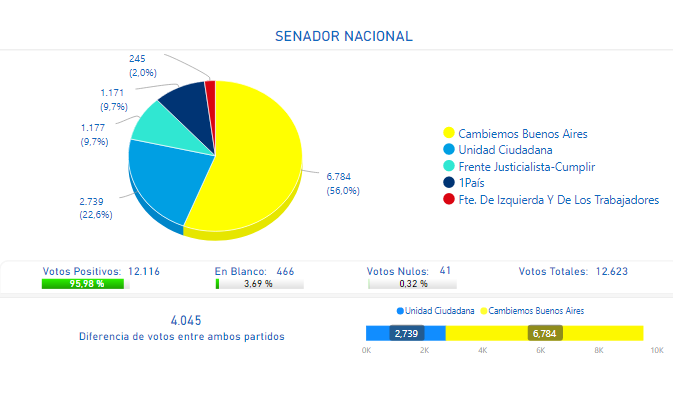 SENADOR NACIONAL
245
(2,0%)
1.171
(9,7%)
1.177
(9,7%)
2.739
(22,6%)
6.784
(56,0%)
Cambiemos Buenos Aires
Unidad Ciudadana
Frente Justicialista-Cumplir
1País
Fte. De Izquierda Y De Los Trabajadores
Votos Positivos: 12.116
95,98 %
En Blanco: 466
3,69 %
Votos Nulos: 41
0,32 %
Votos Totales: 12.623
4.045
Diferencia de votos entre ambos partidos
Unidad Ciudadana Cambiemos Buenos Aires
2,739 6,784
0K 2K 4K 6K 8K 10K